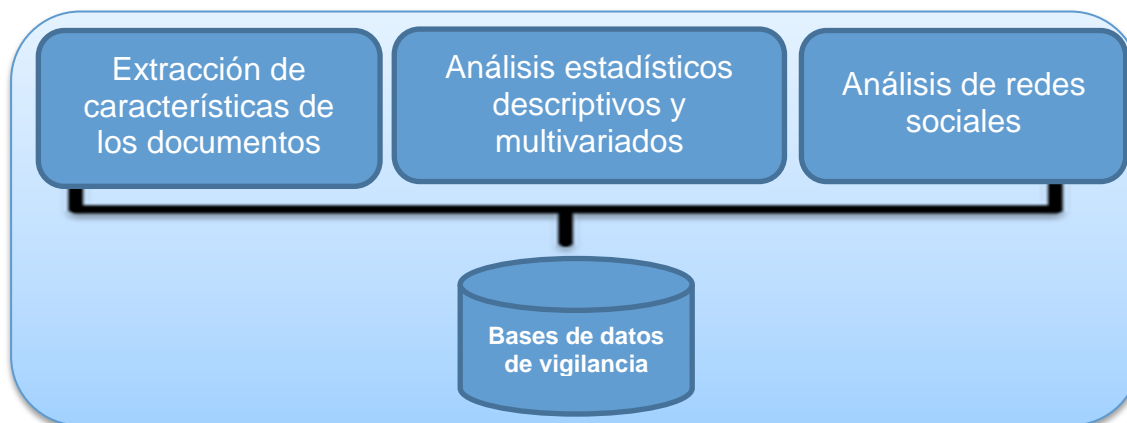 Extracción de
características de
los documentos
Análisis estadísticos
descriptivos y
multivariados
Análisis de redes
sociales
Bases de datos
de vigilancia